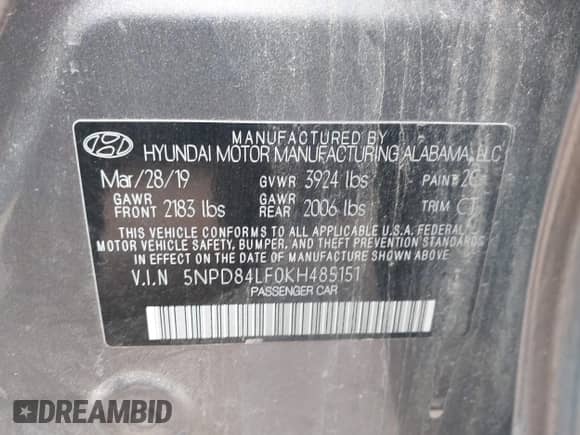 MANUFACTURED BY
HYUNDAI MOTOR MANUFACTURING ALABAMA, LLC
Mar/28/19 GVWR 3924 lbs PAINT
GAWR FRONT 2183 lbs GAWR REAR 2006 lbs TRIM
THIS VEHICLE CONFORMS TO ALL APPLICABLE U.S.A FEDERAL
MOTOR VEHICLE SAFETY, BUMPER, AND THEFT PREVENTION STANDARDS
IN EFFECT ON THE DATE OF MANUFACTURE SHOWN ABOVE
V.I.N 5NPD84LF0KH485151
PASSENGER CAR
DREAMBID